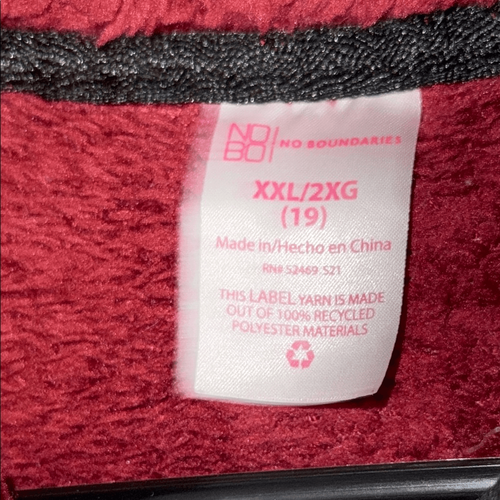 NO
BO
NO BOUNDARIES
XXL/2XG
(19)
Made in/Hecho en China
RN# 52469 S21
THIS LABEL YARN IS MADE
OUT OF 100% RECYCLED
POLYESTER MATERIALS